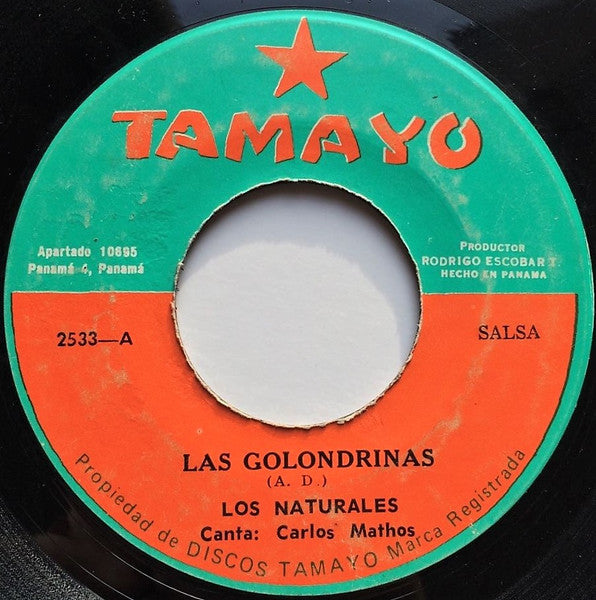 TAMAYO
Apartado 10695
Panamá 4, Panamá
PRODUCTOR
RODRIGO ESCOBAR T.
HECHO EN PANAMA
2533—A
SALSA
LAS GOLONDRINAS
(A. D.)
LOS NATURALES
Canta: Carlos Mathos
Propiedad de DISCOS TAMAYO Marca Registrada